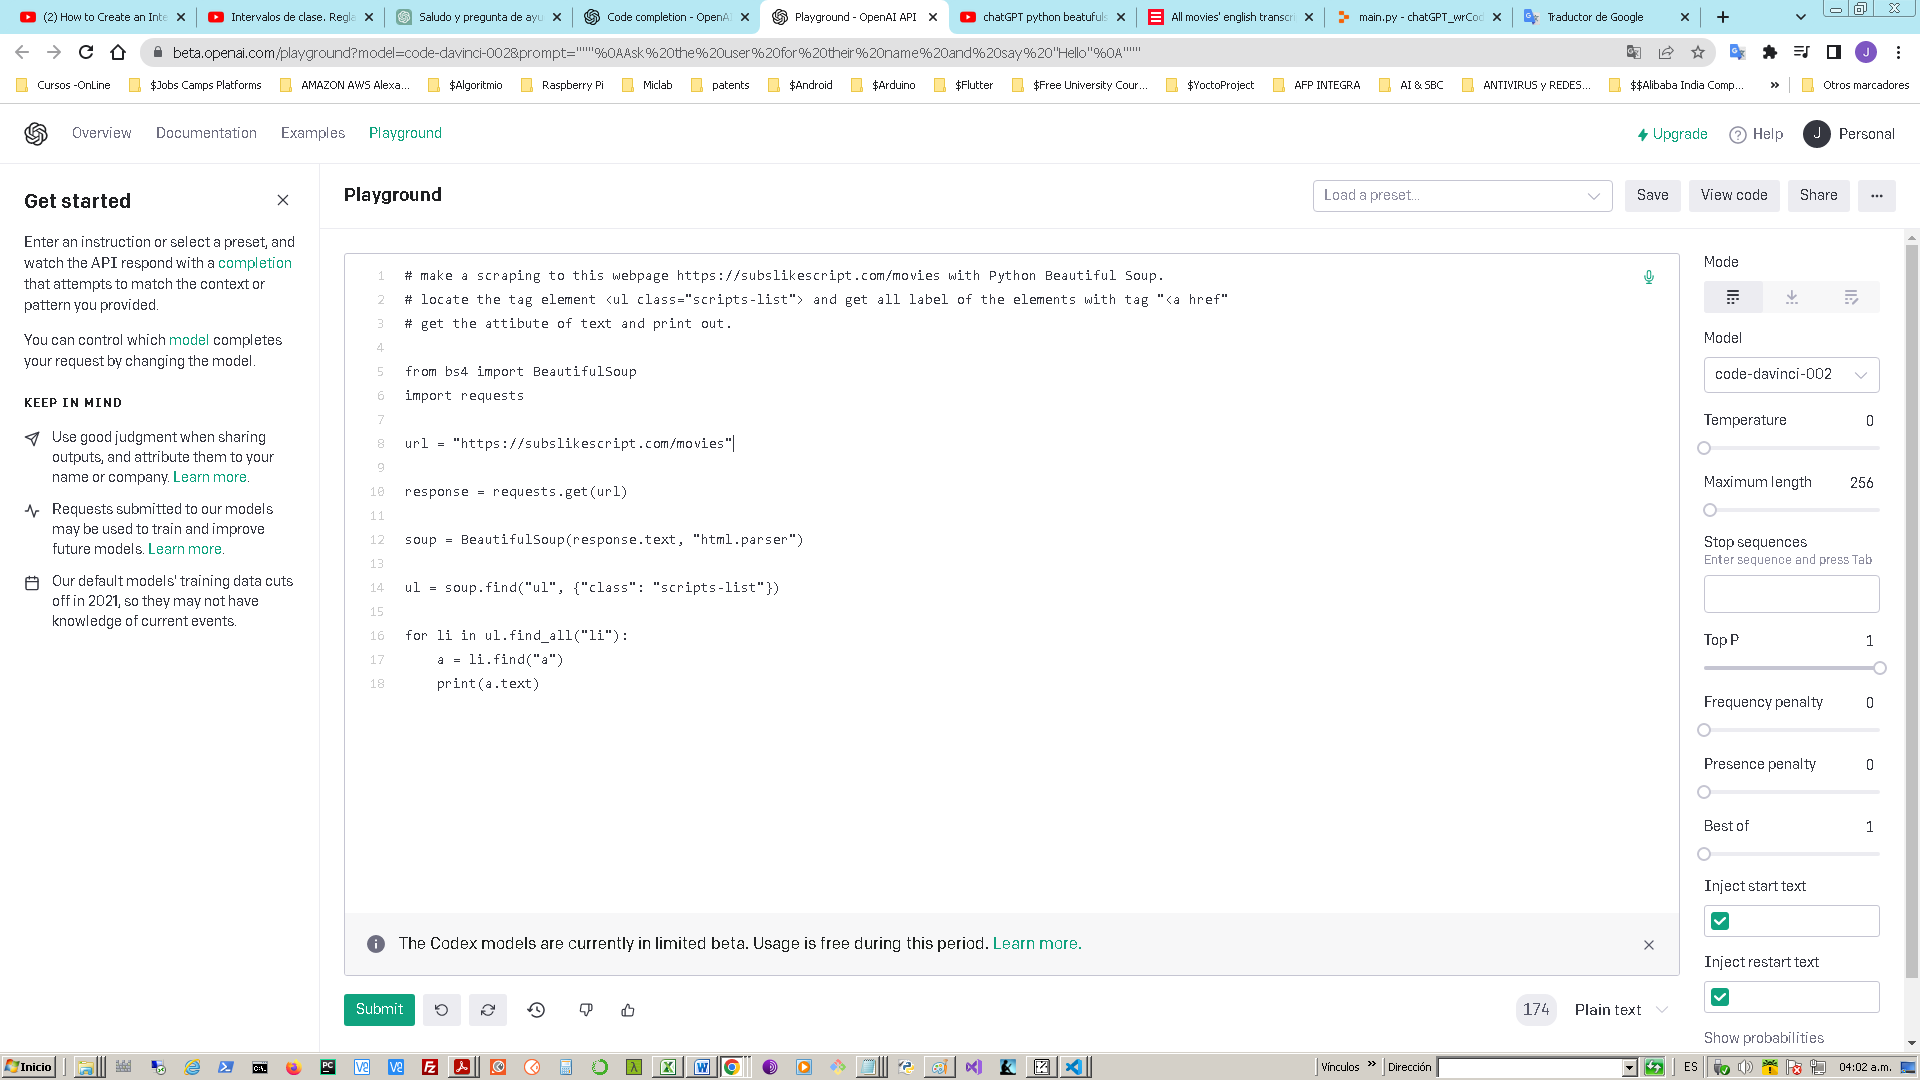 (2) How to Create an Inte
Intervalos de clase. Regla
Saludo y pregunta de ayu
Code completion - OpenAI
Playground - OpenAI API
chatGPT python beatufuls
All movies' english transcri
main.py - chatGPT_wrCod
Traductor de Google
beta.openai.com/playground?model=code-davinci-002&prompt="""%0AAsk%20the%20user%20for%20their%20name%20and%20say%20"Hello"%0A"""
J
Cursos -OnLine
$Jobs Camps Platforms
AMAZON AWS Alexa...
$Algoritmio
Raspberry Pi
Miclab
patents
$Android
$Arduino
$Flutter
$Free University Cour...
$YoctoProject
AFP INTEGRA
AI & SBC
ANTIVIRUS y REDES...
$$Alibaba India Comp...
»
Otros marcadores
Overview
Documentation
Examples
Playground
Upgrade
Help
J
Personal
Get started
Enter an instruction or select a preset, and
watch the API respond with a completion
that attempts to match the context or
pattern you provided.
You can control which model completes
your request by changing the model.
KEEP IN MIND
Use good judgment when sharing
outputs, and attribute them to your
name or company. Learn more.
Requests submitted to our models
may be used to train and improve
future models. Learn more.
Our default models' training data cuts
off in 2021, so they may not have
knowledge of current events.
Playground
Load a preset...
Save
View code
Share
...
1 # make a scraping to this webpage https://subslikescript.com/movies with Python Beautiful Soup.
2 # locate the tag element <ul class="scripts-list"> and get all label of the elements with tag "<a href"
3 # get the attibute of text and print out.
4
5 from bs4 import BeautifulSoup
6 import requests
7
8 url = "https://subslikescript.com/movies"
9
10 response = requests.get(url)
11
12 soup = BeautifulSoup(response.text, "html.parser")
13
14 ul = soup.find("ul", {"class": "scripts-list"})
15
16 for li in ul.find_all("li"):
17     a = li.find("a")
18     print(a.text)
The Codex models are currently in limited beta. Usage is free during this period. Learn more.
Submit
174
Plain text
Mode
Model
code-davinci-002
Temperature 0
Maximum length 256
Stop sequences
Enter sequence and press Tab
Top P 1
Frequency penalty 0
Presence penalty 0
Best of 1
Inject start text
Inject restart text
Show probabilities
Inicio
Vínculos »
Dirección
ES
04:02 a.m.